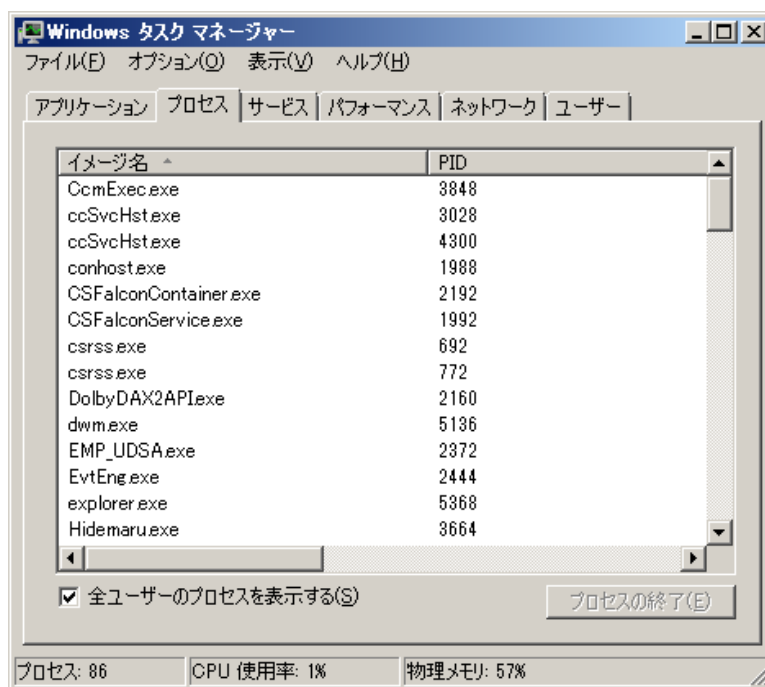 Windows タスク マネージャー
ファイル(F) オプション(O) 表示(V) ヘルプ(H)
アプリケーション プロセス サービス パフォーマンス ネットワーク ユーザー
イメージ名 PID
CcmExec.exe 3848
ccSvcHst.exe 3028
ccSvcHst.exe 4300
conhost.exe 1988
CSFalconContainer.exe 2192
CSFalconService.exe 1992
csrss.exe 692
csrss.exe 772
DolbyDAX2API.exe 2160
dwm.exe 5136
EMP_UDSA.exe 2372
EvtEng.exe 2444
explorer.exe 5368
Hidemaru.exe 3664
全ユーザーのプロセスを表示する(S)
プロセスの終了(E)
プロセス: 86 CPU 使用率: 1% 物理メモリ: 57%